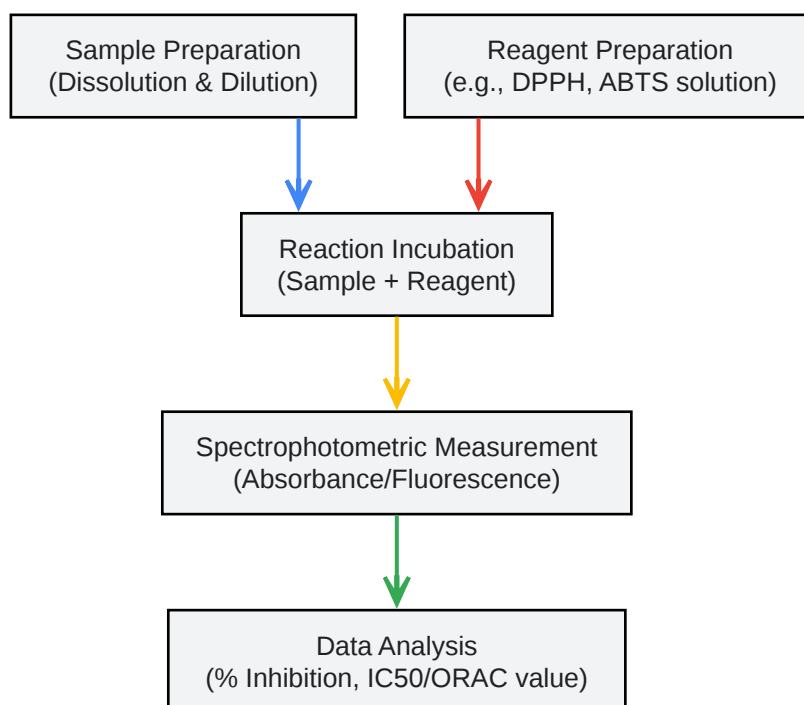 Sample Preparation
(Dissolution & Dilution)
Reagent Preparation
(e.g., DPPH, ABTS solution)
Reaction Incubation
(Sample + Reagent)
Spectrophotometric Measurement
(Absorbance/Fluorescence)
Data Analysis
(% Inhibition, IC50/ORAC value)